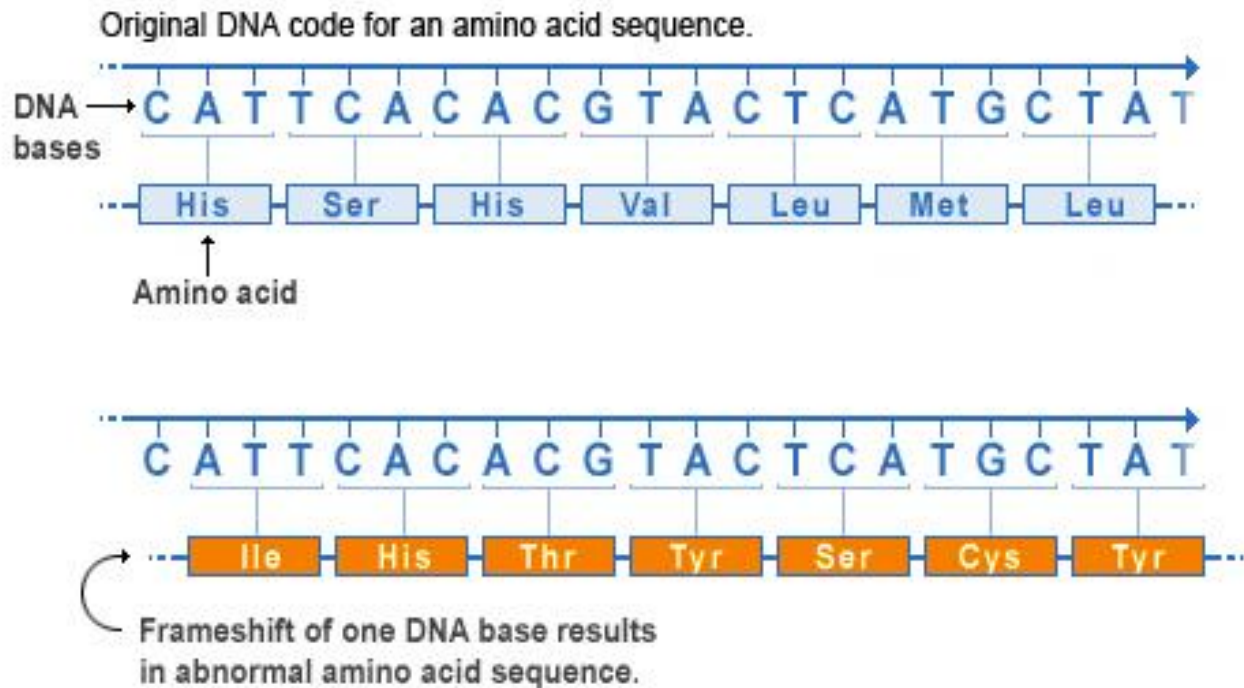 Original DNA code for an amino acid sequence.
DNA bases
C A T T C A C A C G T A C T C A T G C T A T
His Ser His Val Leu Met Leu
Amino acid
C A T T C A C A C G T A C T C A T G C T A T
Ile His Thr Tyr Ser Cys Tyr
Frameshift of one DNA base results
in abnormal amino acid sequence.